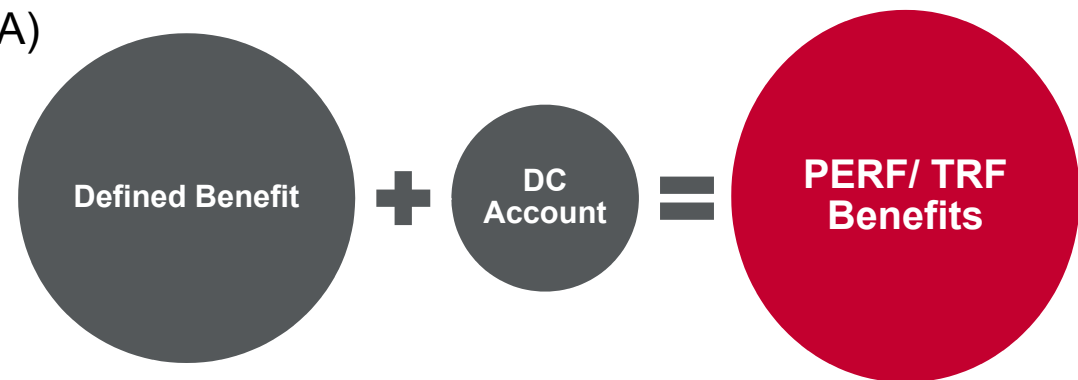 A)
Defined Benefit
DC
Account
PERF/ TRF
Benefits